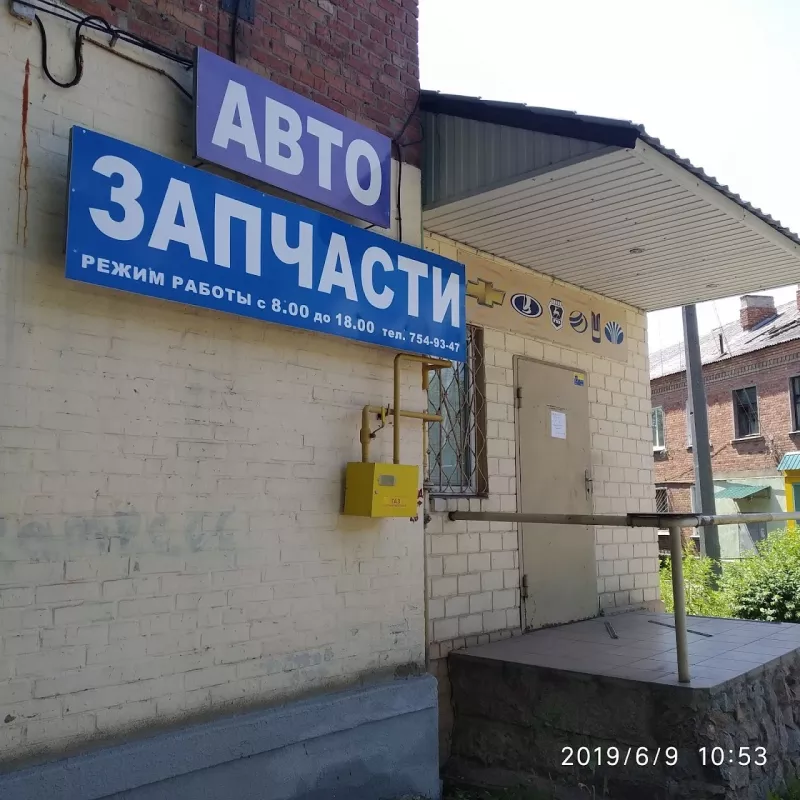 АВТО
ЗАПЧАСТИ
РЕЖИМ РАБОТЫ с 8.00 до 18.00 тел. 754-93-47
ГАЗ
2019/6/9 10:53